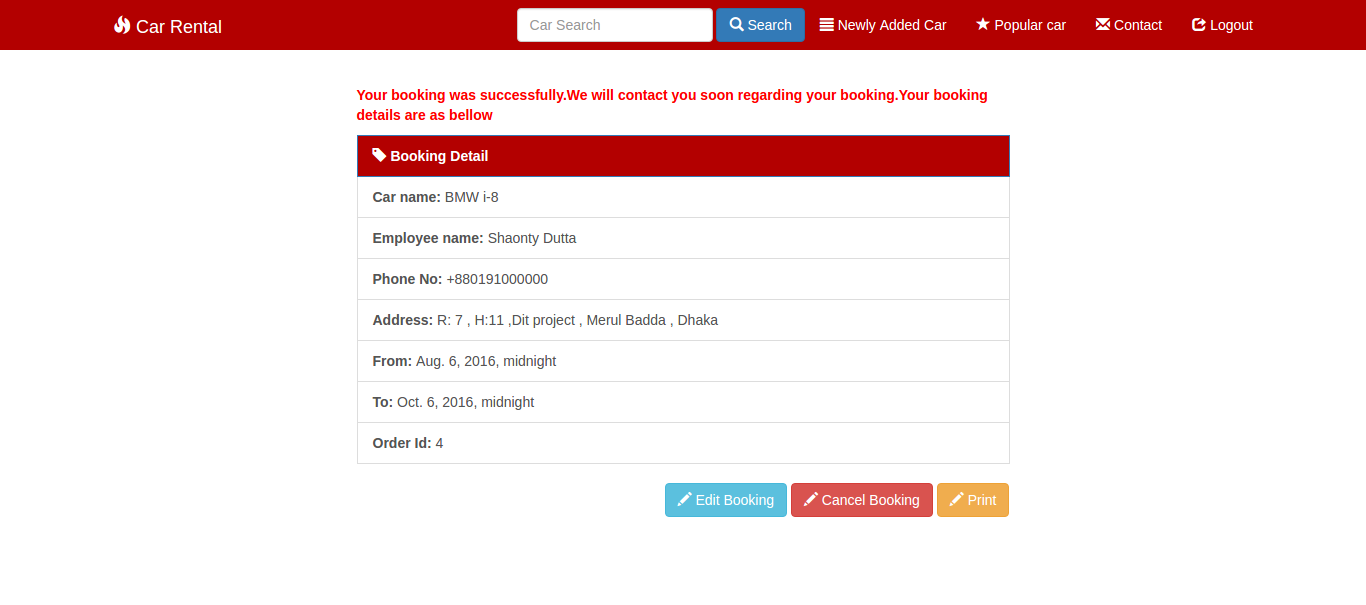 Car Rental
Car Search
Search
Newly Added Car
Popular car
Contact
Logout
Your booking was successfully.We will contact you soon regarding your booking.Your booking
details are as bellow
Booking Detail
Car name: BMW i-8
Employee name: Shaonty Dutta
Phone No: +880191000000
Address: R: 7 , H:11 ,Dit project , Merul Badda , Dhaka
From: Aug. 6, 2016, midnight
To: Oct. 6, 2016, midnight
Order Id: 4
Edit Booking
Cancel Booking
Print